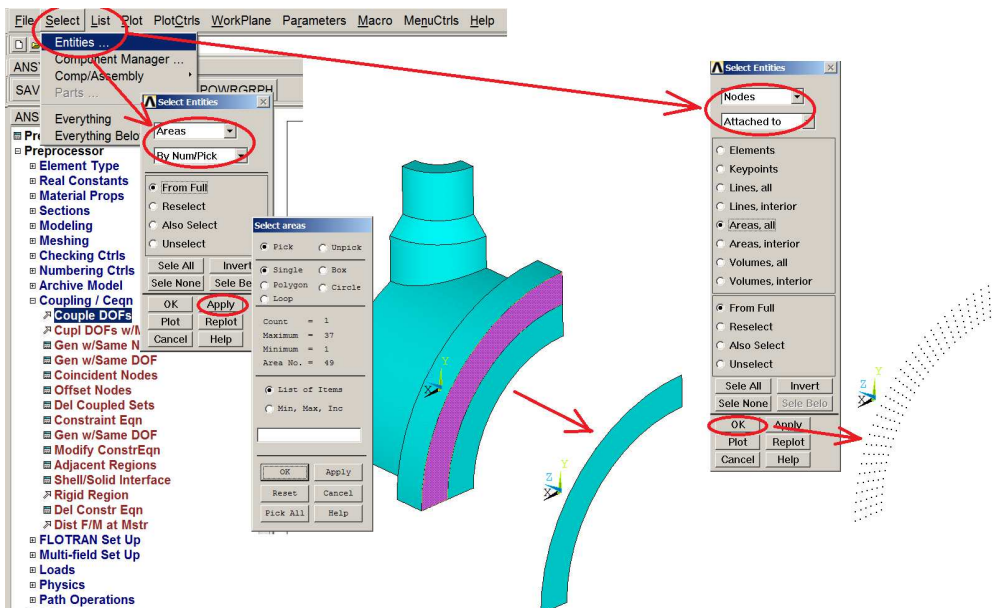 File Select List Plot PlotCtrls WorkPlane Parameters Macro MenuCtrls Help
Entities ...
Component Manager ...
Comp/Assembly
Parts ...
Everything
Everything Belo
ANS
SAV
POWRGRPH
ANS
Pre
Preprocessor
Element Type
Real Constants
Material Props
Sections
Modeling
Meshing
Checking Ctrls
Numbering Ctrls
Archive Model
Coupling / Ceqn
Couple DOFs
Cupl DOFs w/M
Gen w/Same N
Gen w/Same DOF
Coincident Nodes
Offset Nodes
Del Coupled Sets
Constraint Eqn
Gen w/Same DOF
Modify ConstrEqn
Adjacent Regions
Shell/Solid Interface
Rigid Region
Del Constr Eqn
Dist F/M at Mstr
FLOTRAN Set Up
Multi-field Set Up
Loads
Physics
Path Operations
Select Entities
Areas
By Num/Pick
From Full
Reselect
Also Select
Unselect
Sele All Invert
Sele None Sele Be
OK Apply
Plot Replot
Cancel Help
Select areas
Pick Unpick
Single Box
Polygon Circle
Loop
Count = 1
Maximum = 37
Minimum = 1
Area No. = 49
List of Items
Min, Max, Inc
OK Apply
Reset Cancel
Pick All Help
Y
X
Y
Z
X
Select Entities
Nodes
Attached to
Elements
Keypoints
Lines, all
Lines, interior
Areas, all
Areas, interior
Volumes, all
Volumes, interior
From Full
Reselect
Also Select
Unselect
Sele All Invert
Sele None Sele Belo
OK Apply
Plot Replot
Cancel Help
Z
X